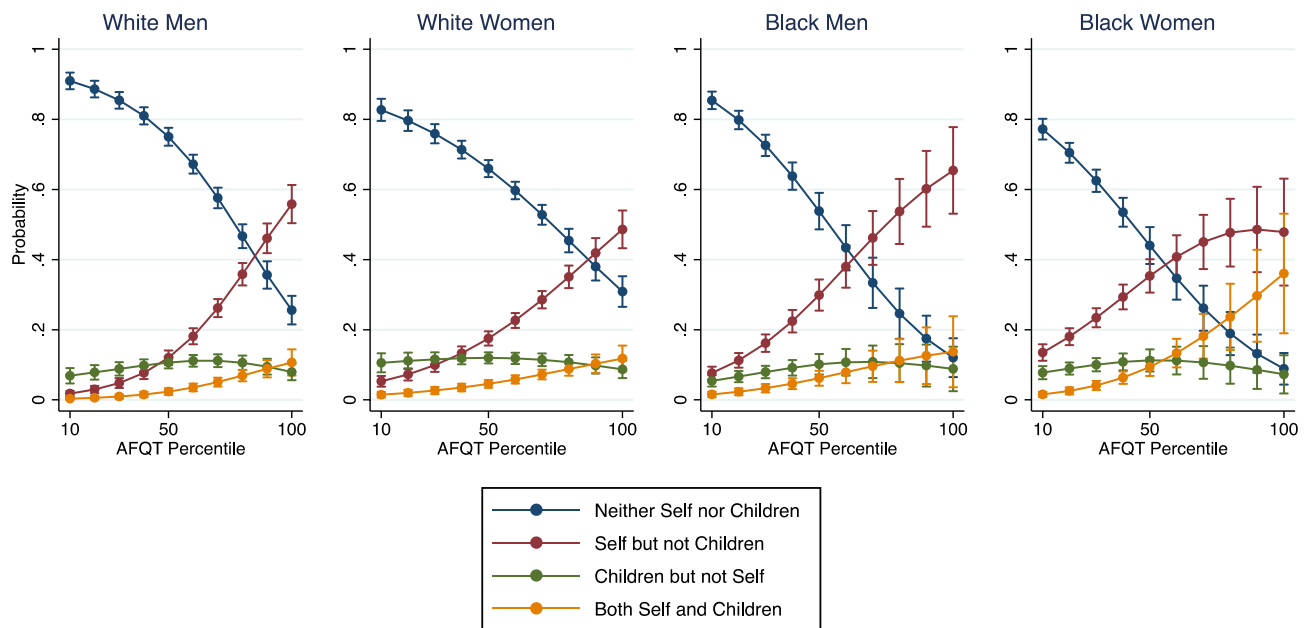 White Men White Women Black Men Black Women
Probability
1 1 1 1
.8 .8 .8 .8
.6 .6 .6 .6
.4 .4 .4 .4
.2 .2 .2 .2
0 0 0 0
10 50 100 10 50 100 10 50 100 10 50 100
AFQT Percentile AFQT Percentile AFQT Percentile AFQT Percentile
Neither Self nor Children
Self but not Children
Children but not Self
Both Self and Children